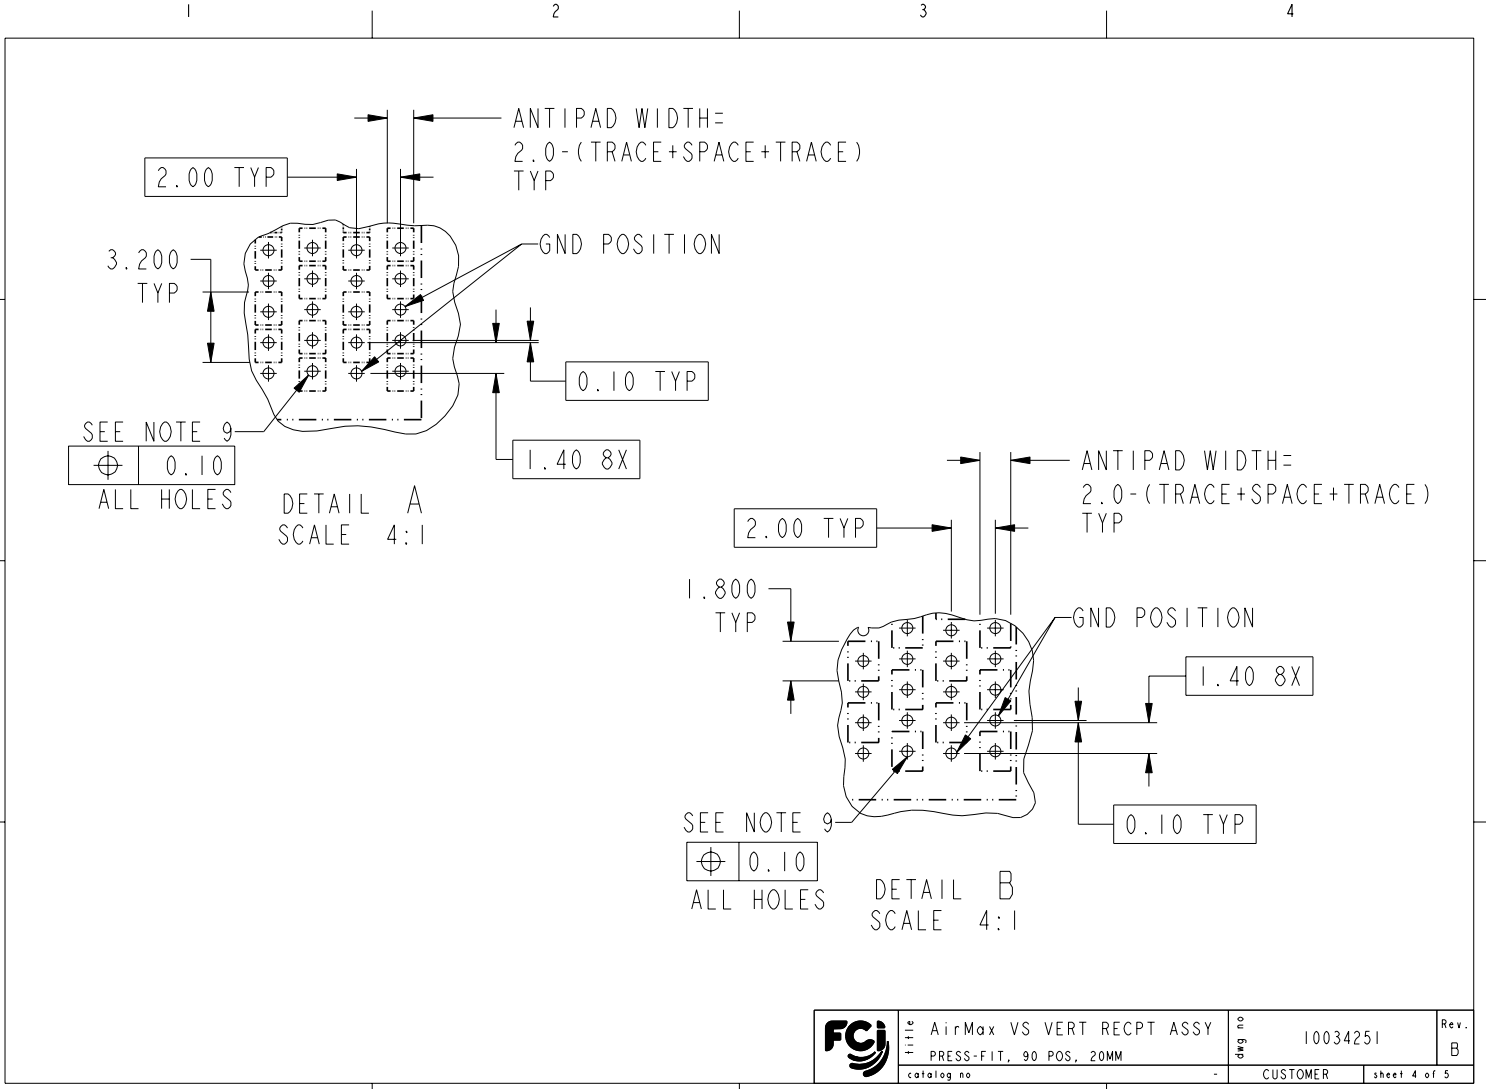 1 2 3 4
ANTIPAD WIDTH=
2.0-(TRACE+SPACE+TRACE)
TYP
2.00 TYP
GND POSITION
3.200
TYP
0.10 TYP
1.40 8X
SEE NOTE 9
0.10
ALL HOLES
DETAIL A
SCALE 4:1
ANTIPAD WIDTH=
2.0-(TRACE+SPACE+TRACE)
TYP
2.00 TYP
1.800
TYP
GND POSITION
1.40 8X
0.10 TYP
SEE NOTE 9
0.10
ALL HOLES
DETAIL B
SCALE 4:1
FCi
title
AirMax VS VERT RECPT ASSY
PRESS-FIT, 90 POS, 20MM
catalog no -
dwg no
10034251
CUSTOMER
sheet 4 of 5
Rev.
B